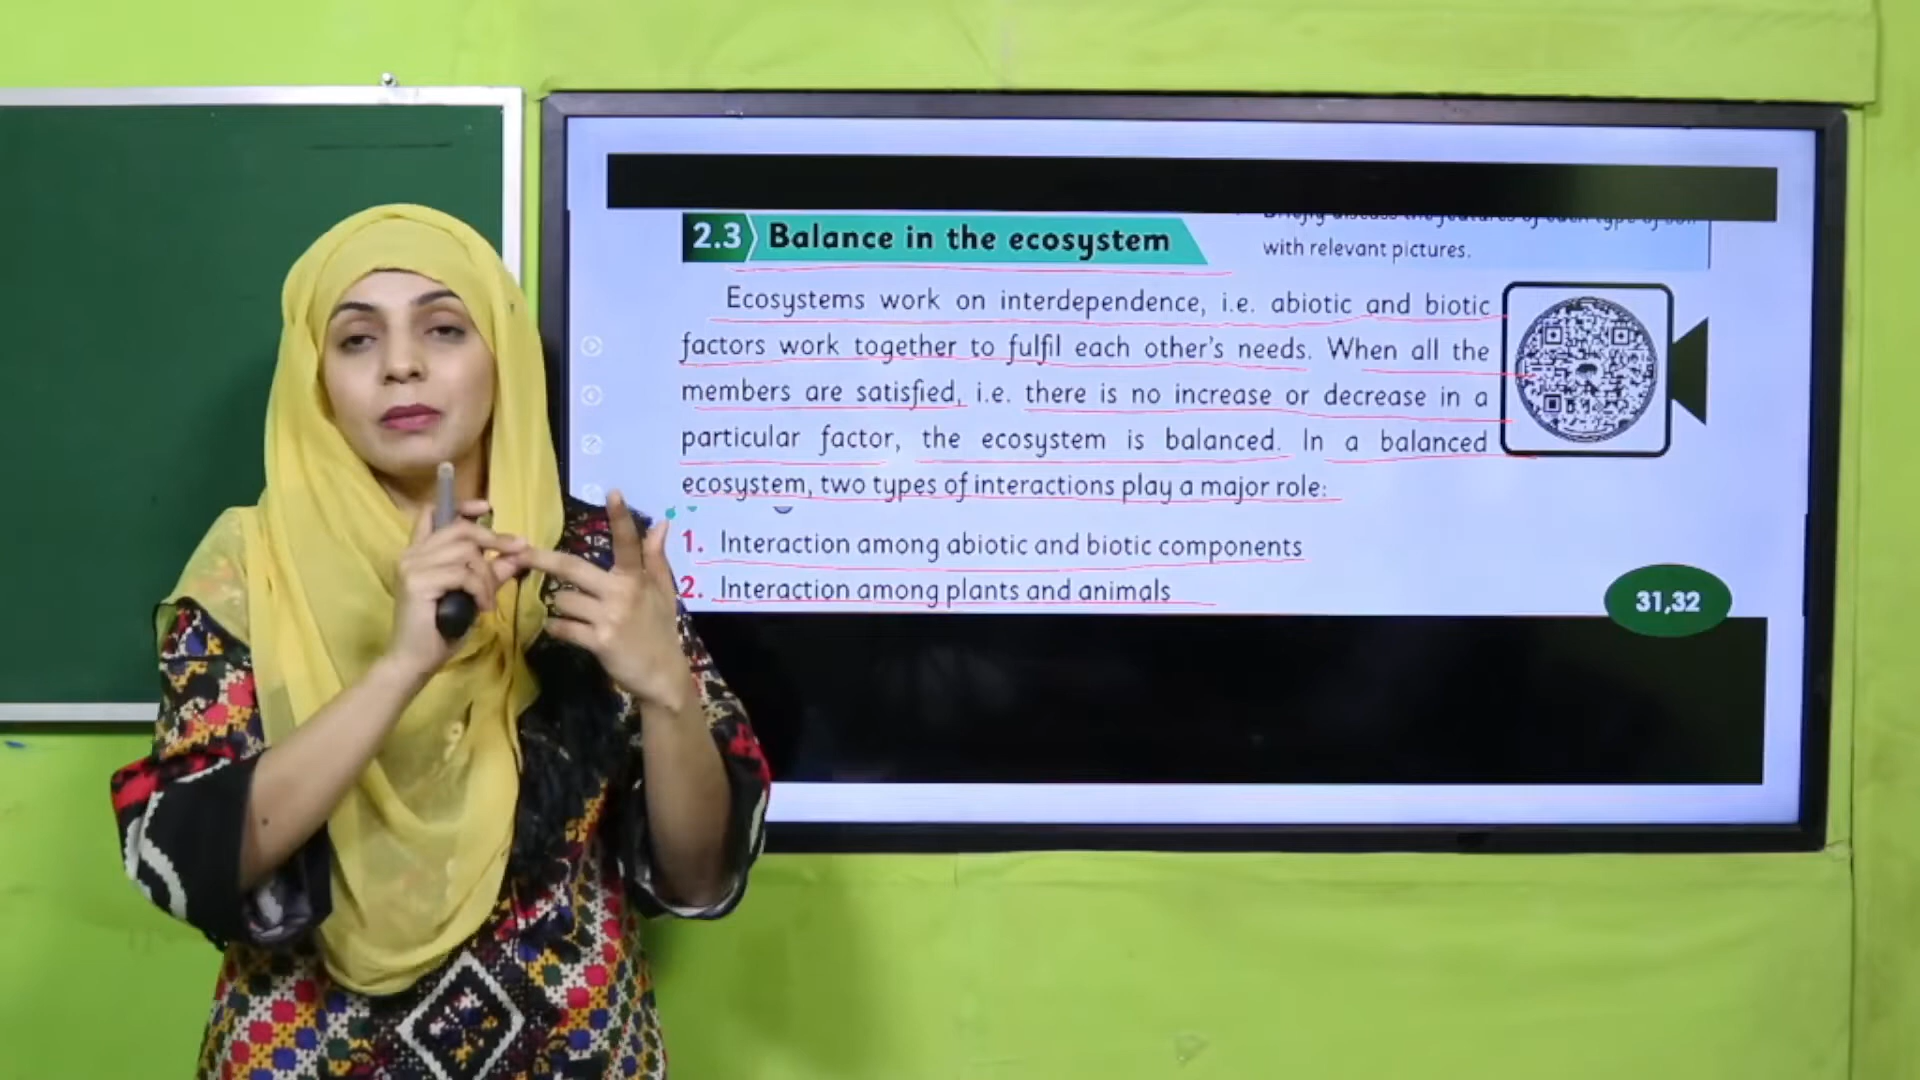 2.3 Balance in the ecosystem
with relevant pictures.
Ecosystems work on interdependence, i.e. abiotic and biotic
factors work together to fulfil each other's needs. When all the
members are satisfied, i.e. there is no increase or decrease in a
particular factor, the ecosystem is balanced. In a balanced
ecosystem, two types of interactions play a major role:
1. Interaction among abiotic and biotic components
2. Interaction among plants and animals
31,32